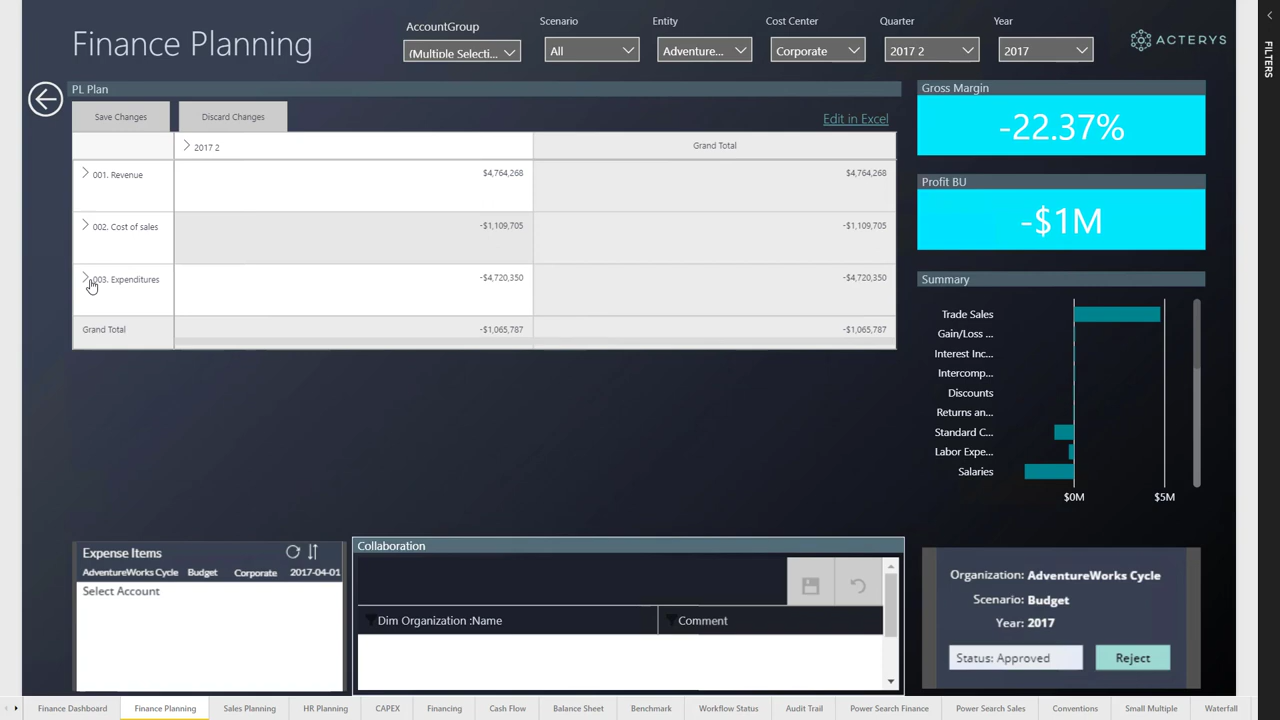 Finance Planning
AccountGroup
Scenario
Entity
Cost Center
Quarter
Year
(Multiple Selecti...
All
Adventure...
Corporate
2017 2
2017
ACTERYS
FILTERS
PL Plan
Save Changes
Discard Changes
Edit in Excel
2017 2
Grand Total
001. Revenue
$4,764,268
$4,764,268
002. Cost of sales
-$1,109,705
-$1,109,705
003. Expenditures
-$4,720,350
-$4,720,350
Grand Total
-$1,065,787
-$1,065,787
Gross Margin
-22.37%
Profit BU
-$1M
Summary
Trade Sales
Gain/Loss ...
Interest Inc...
Intercomp...
Discounts
Returns an...
Standard C...
Labor Expe...
Salaries
$0M
$5M
Expense Items
AdventureWorks Cycle Budget Corporate 2017-04-01
Select Account
Collaboration
Dim Organization :Name
Comment
Organization: AdventureWorks Cycle
Scenario: Budget
Year: 2017
Status: Approved
Reject
Finance Dashboard
Finance Planning
Sales Planning
HR Planning
CAPEX
Financing
Cash Flow
Balance Sheet
Benchmark
Workflow Status
Audit Trail
Power Search Finance
Power Search Sales
Conventions
Small Multiple
Waterfall